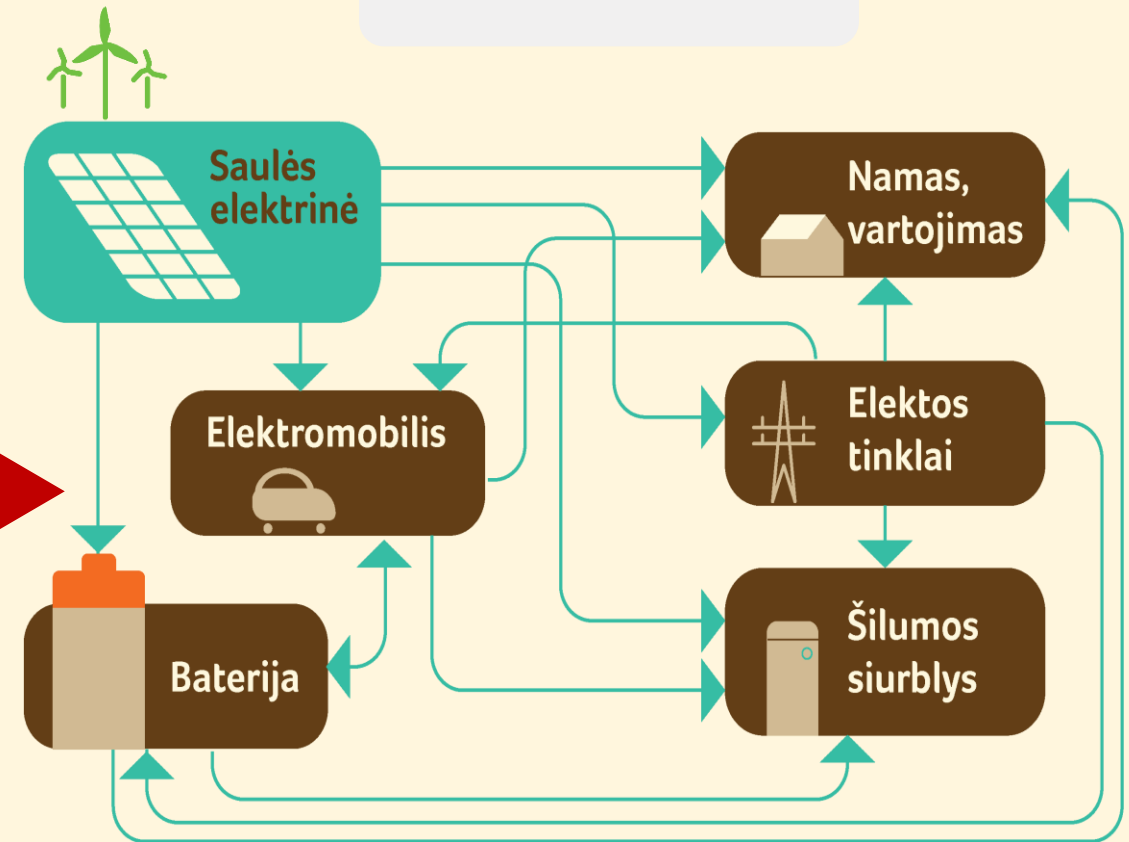 Saulės
elektrinė
Namas,
vartojimas
Elektromobilis
Elektos
tinklai
Baterija
Šilumos
siurblys